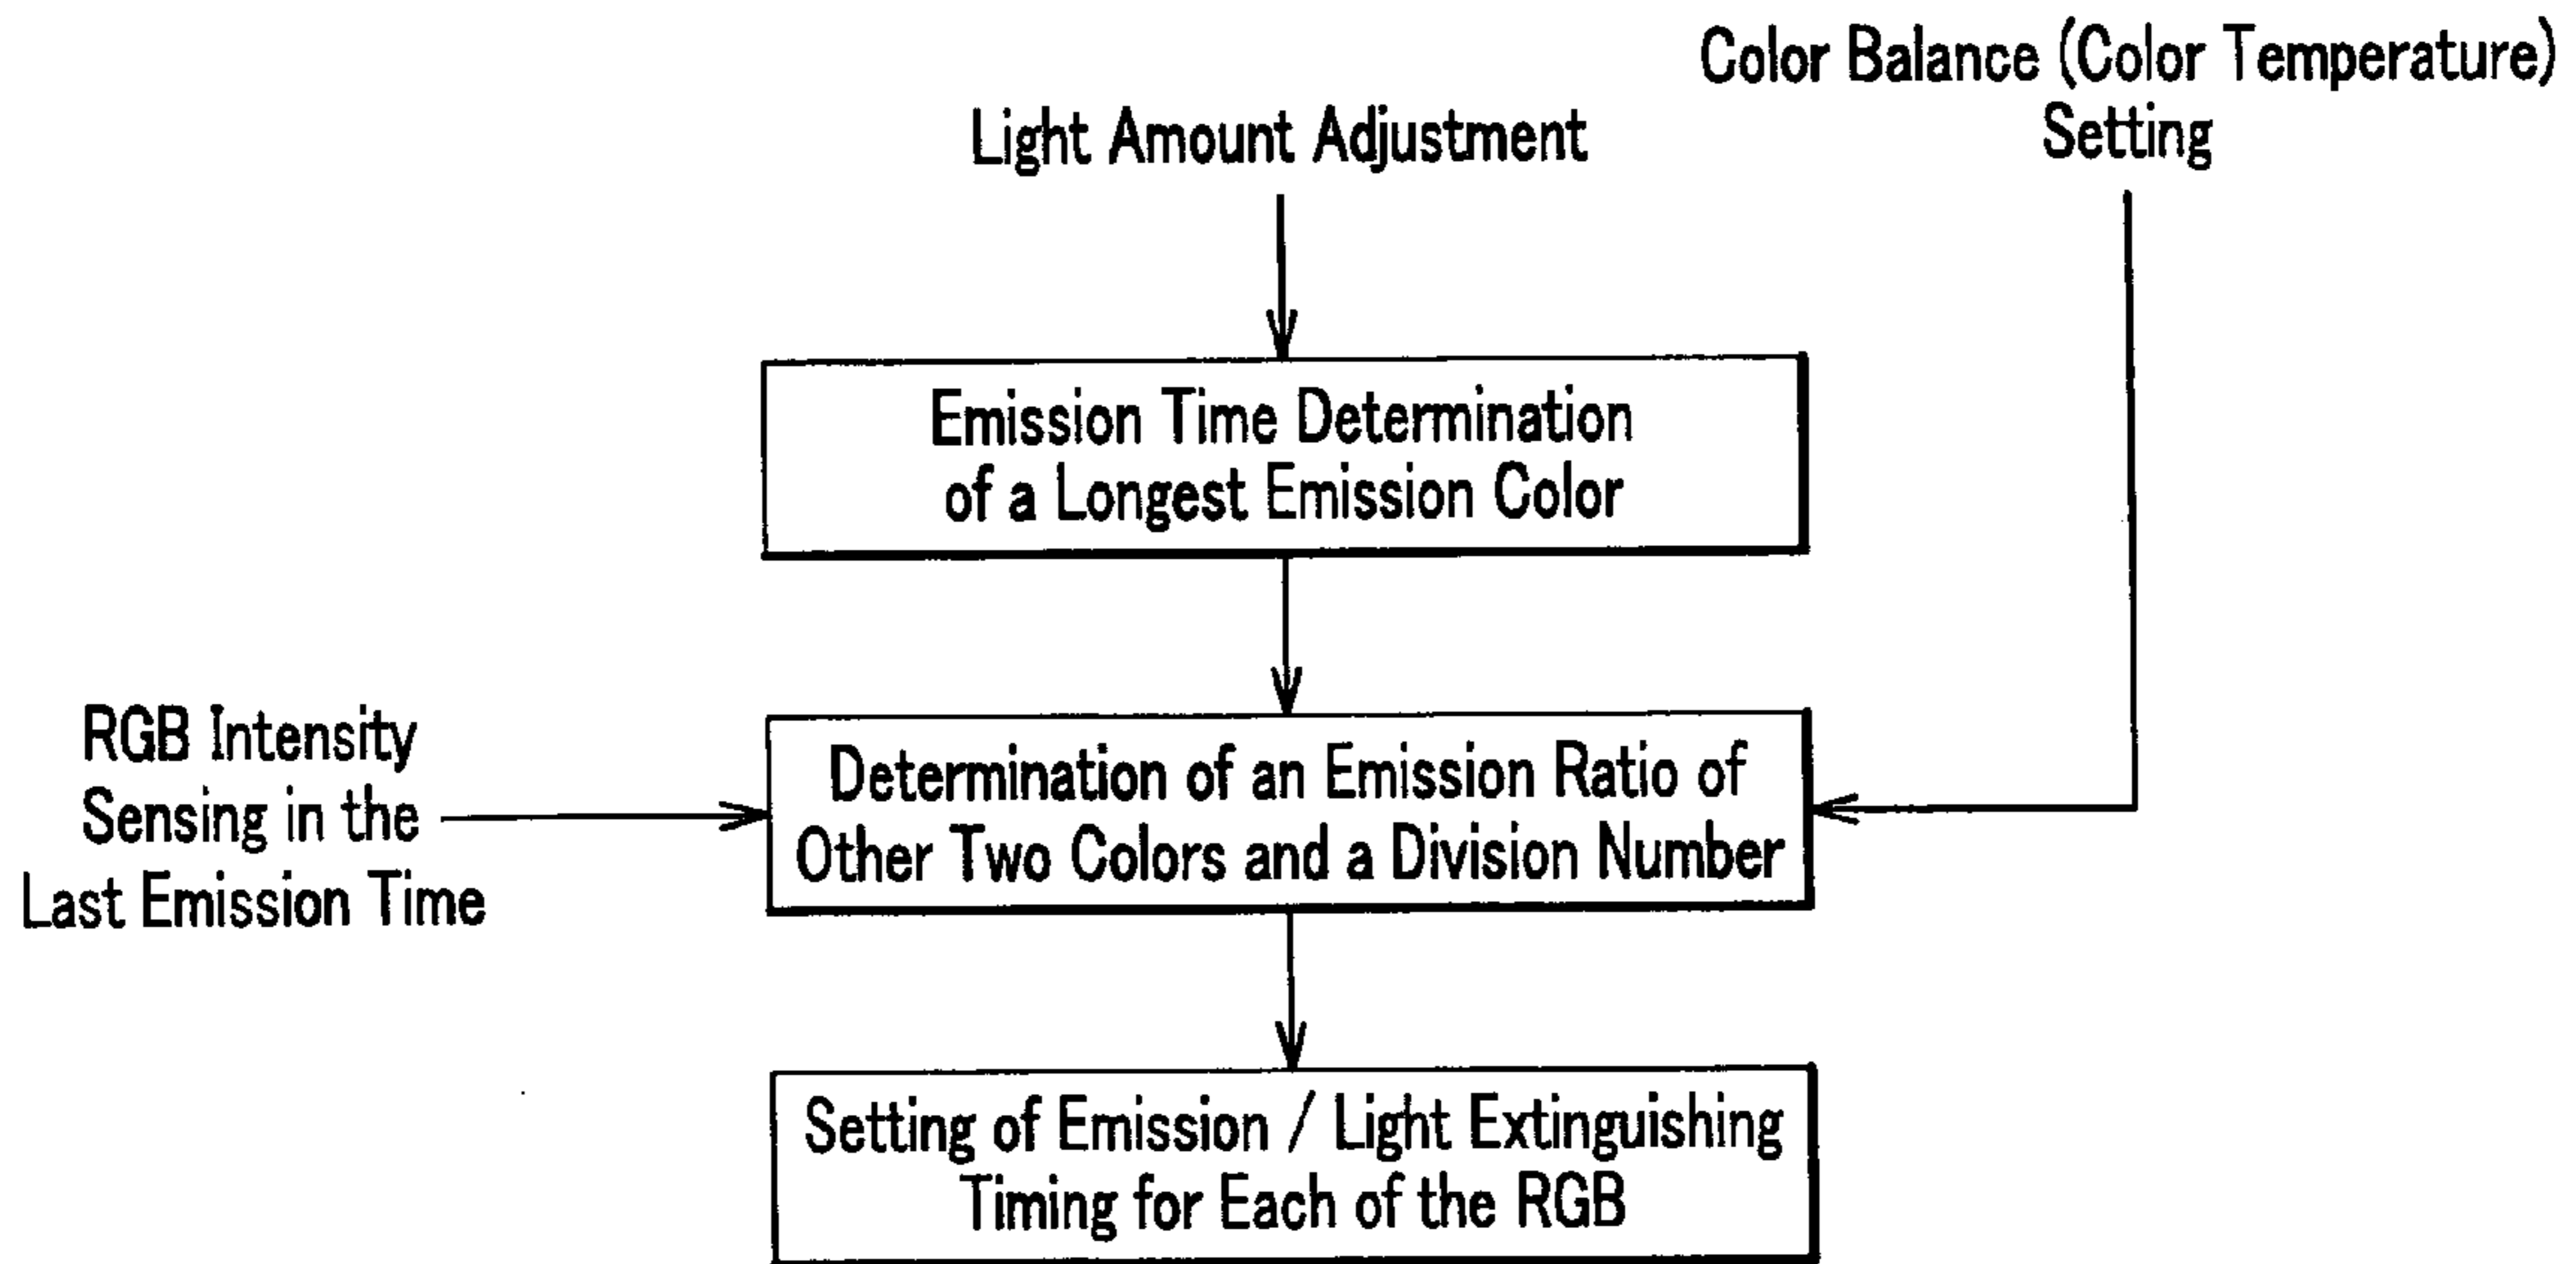 Color Balance (Color Temperature)
Setting
Light Amount Adjustment
Emission Time Determination
of a Longest Emission Color
RGB Intensity
Sensing in the
Last Emission Time
Determination of an Emission Ratio of
Other Two Colors and a Division Number
Setting of Emission / Light Extinguishing
Timing for Each of the RGB